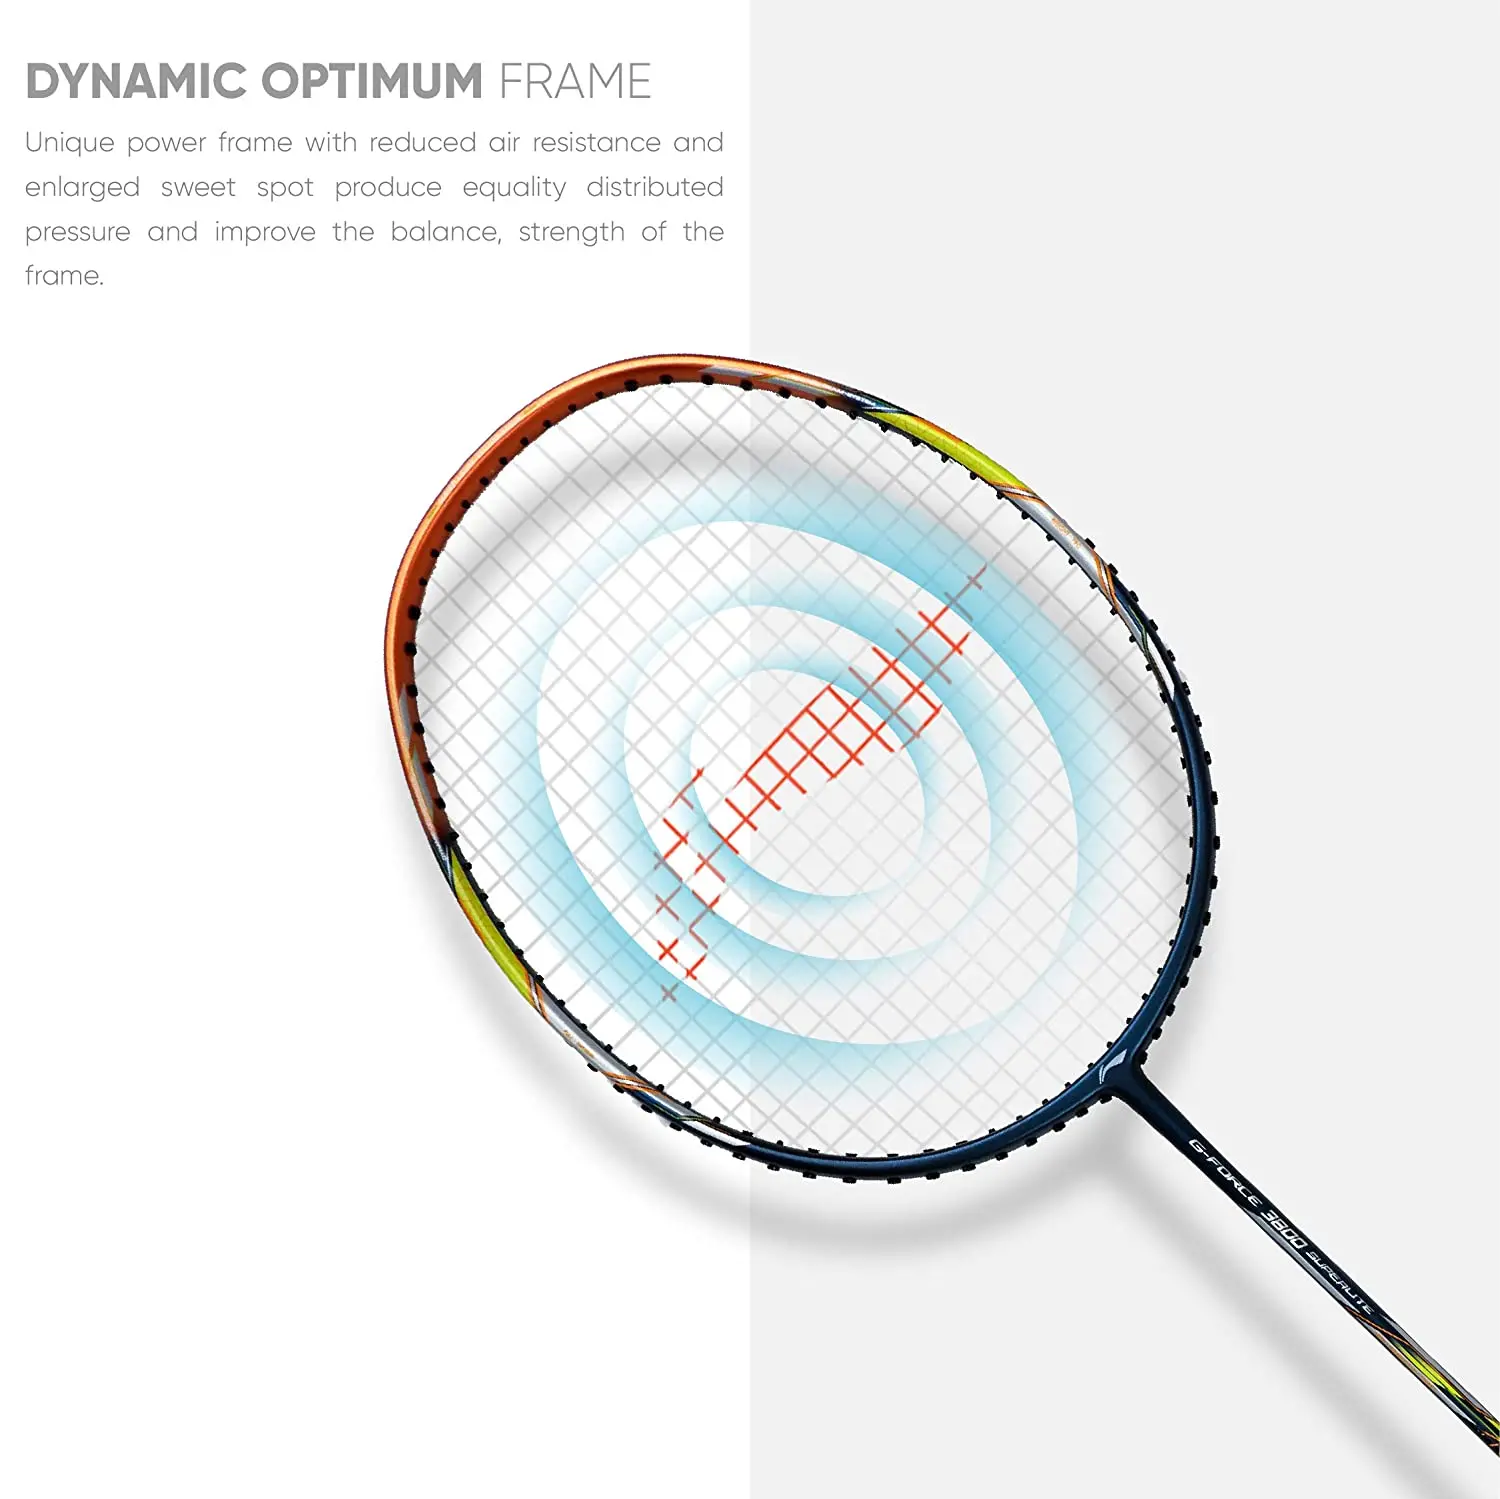 DYNAMIC OPTIMUM FRAME
Unique power frame with reduced air resistance and
enlarged sweet spot produce equality distributed
pressure and improve the balance, strength of the
frame.
G-FORCE 3800 SUPERLITE